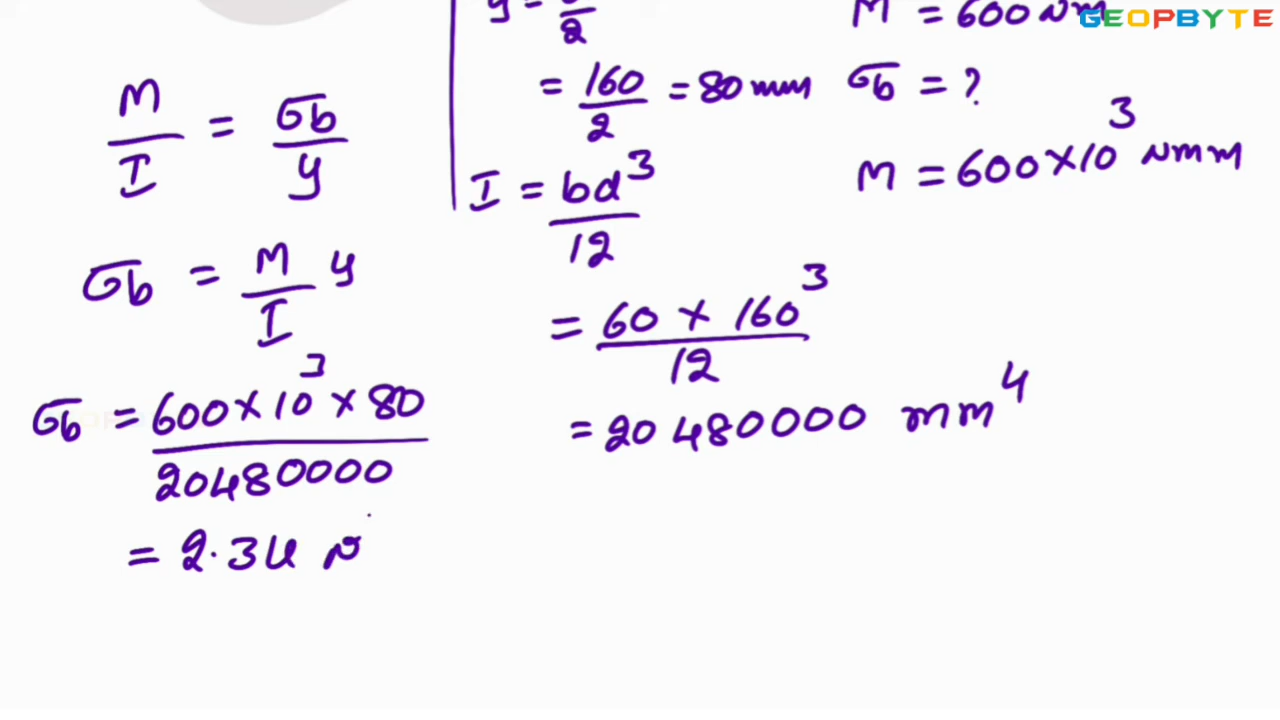 M/I = σb/y
σb = M/I y
σb = 600×10^3 × 80 / 20480000
= 2.34 N
= 160/2 = 80 mm
I = bd^3/12
= 60 × 160^3 / 12
= 20480000 mm^4
M = 600 Nm
σb = ?
M = 600×10^3 Nmm
GEOPBYTE